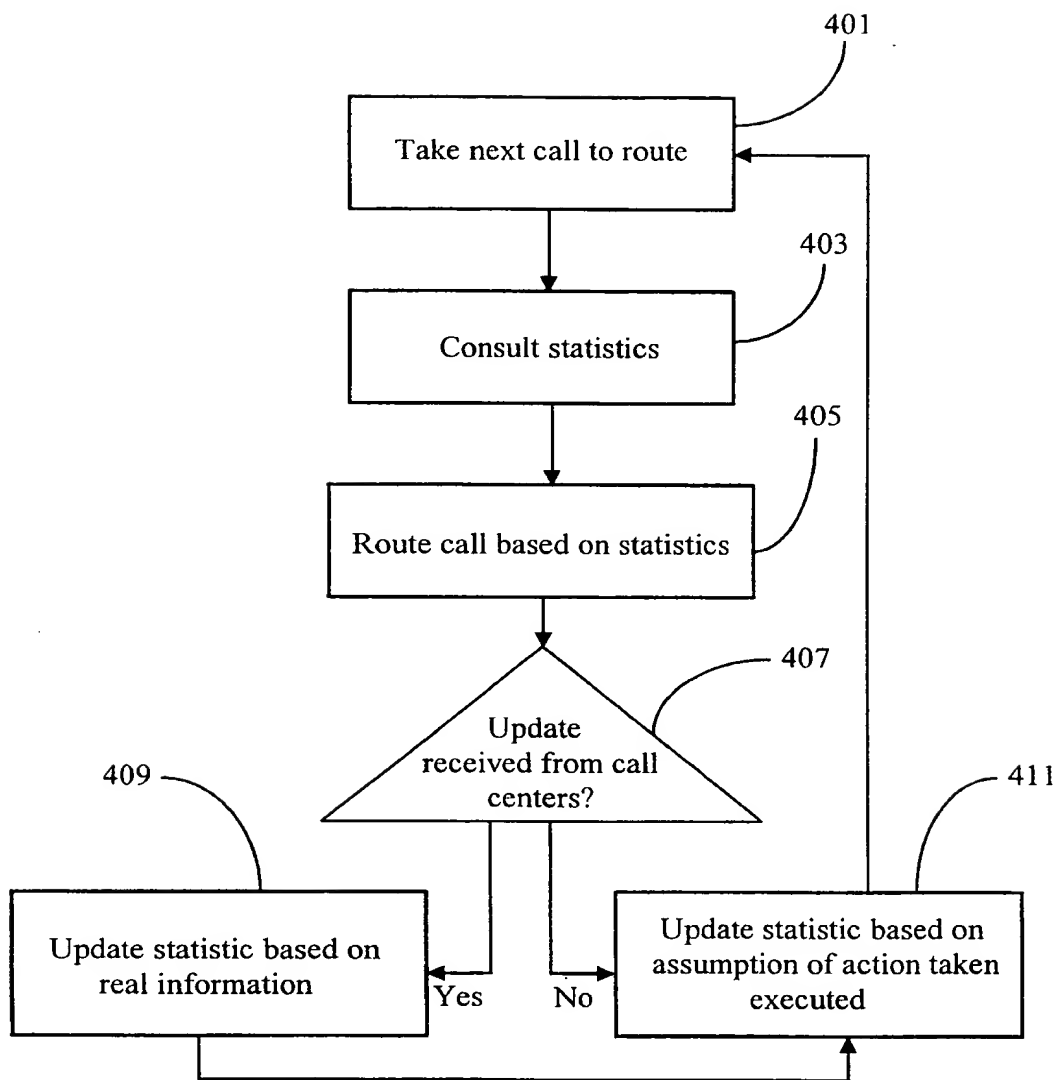 401
Take next call to route
403
Consult statistics
405
Route call based on statistics
407
Update
received from call
centers?
409
411
Update statistic based on
real information
Yes
No
Update statistic based on
assumption of action taken
executed